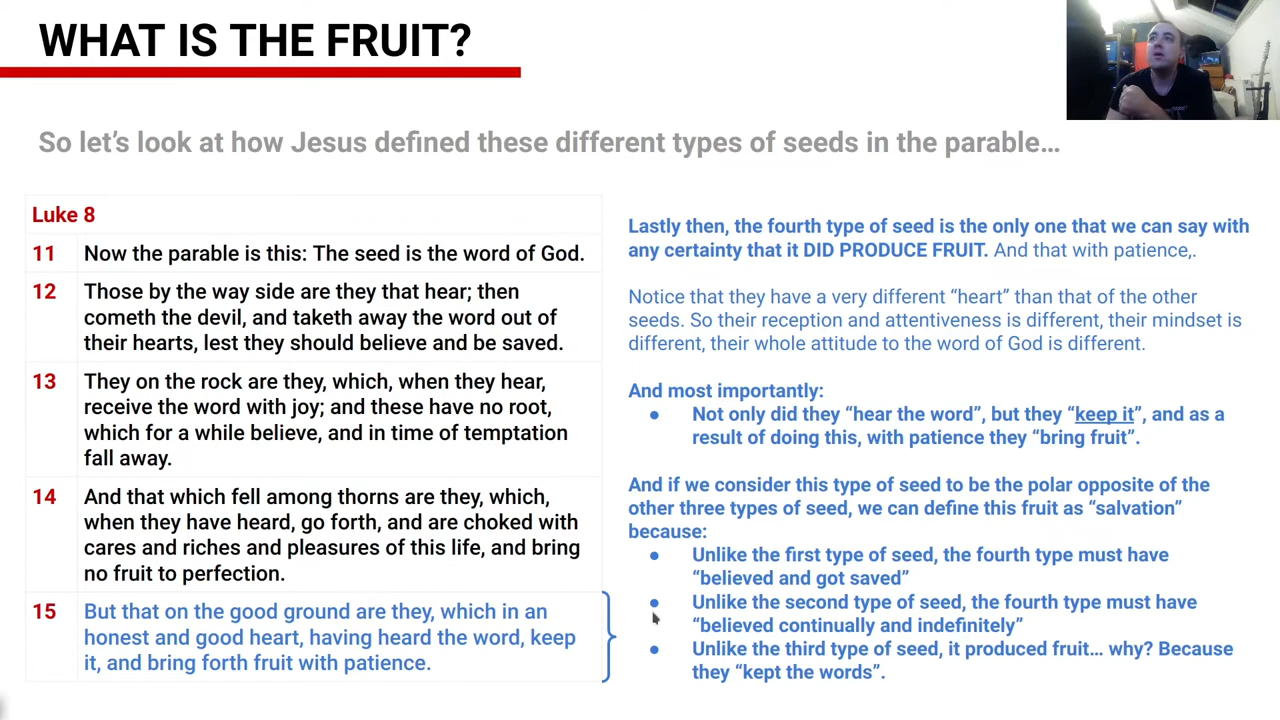 WHAT IS THE FRUIT?
So let's look at how Jesus defined these different types of seeds in the parable…
Luke 8
11 Now the parable is this: The seed is the word of God.
12 Those by the way side are they that hear; then
cometh the devil, and taketh away the word out of
their hearts, lest they should believe and be saved.
13 They on the rock are they, which, when they hear,
receive the word with joy; and these have no root,
which for a while believe, and in time of temptation
fall away.
14 And that which fell among thorns are they, which,
when they have heard, go forth, and are choked with
cares and riches and pleasures of this life, and bring
no fruit to perfection.
15 But that on the good ground are they, which in an
honest and good heart, having heard the word, keep
it, and bring forth fruit with patience.
Lastly then, the fourth type of seed is the only one that we can say with
any certainty that it DID PRODUCE FRUIT. And that with patience,.
Notice that they have a very different “heart” than that of the other
seeds. So their reception and attentiveness is different, their mindset is
different, their whole attitude to the word of God is different.
And most importantly:
● Not only did they “hear the word”, but they “keep it”, and as a
result of doing this, with patience they “bring fruit”.
And if we consider this type of seed to be the polar opposite of the
other three types of seed, we can define this fruit as “salvation”
because:
● Unlike the first type of seed, the fourth type must have
“believed and got saved”
● Unlike the second type of seed, the fourth type must have
“believed continually and indefinitely”
● Unlike the third type of seed, it produced fruit… why? Because
they “kept the words”.